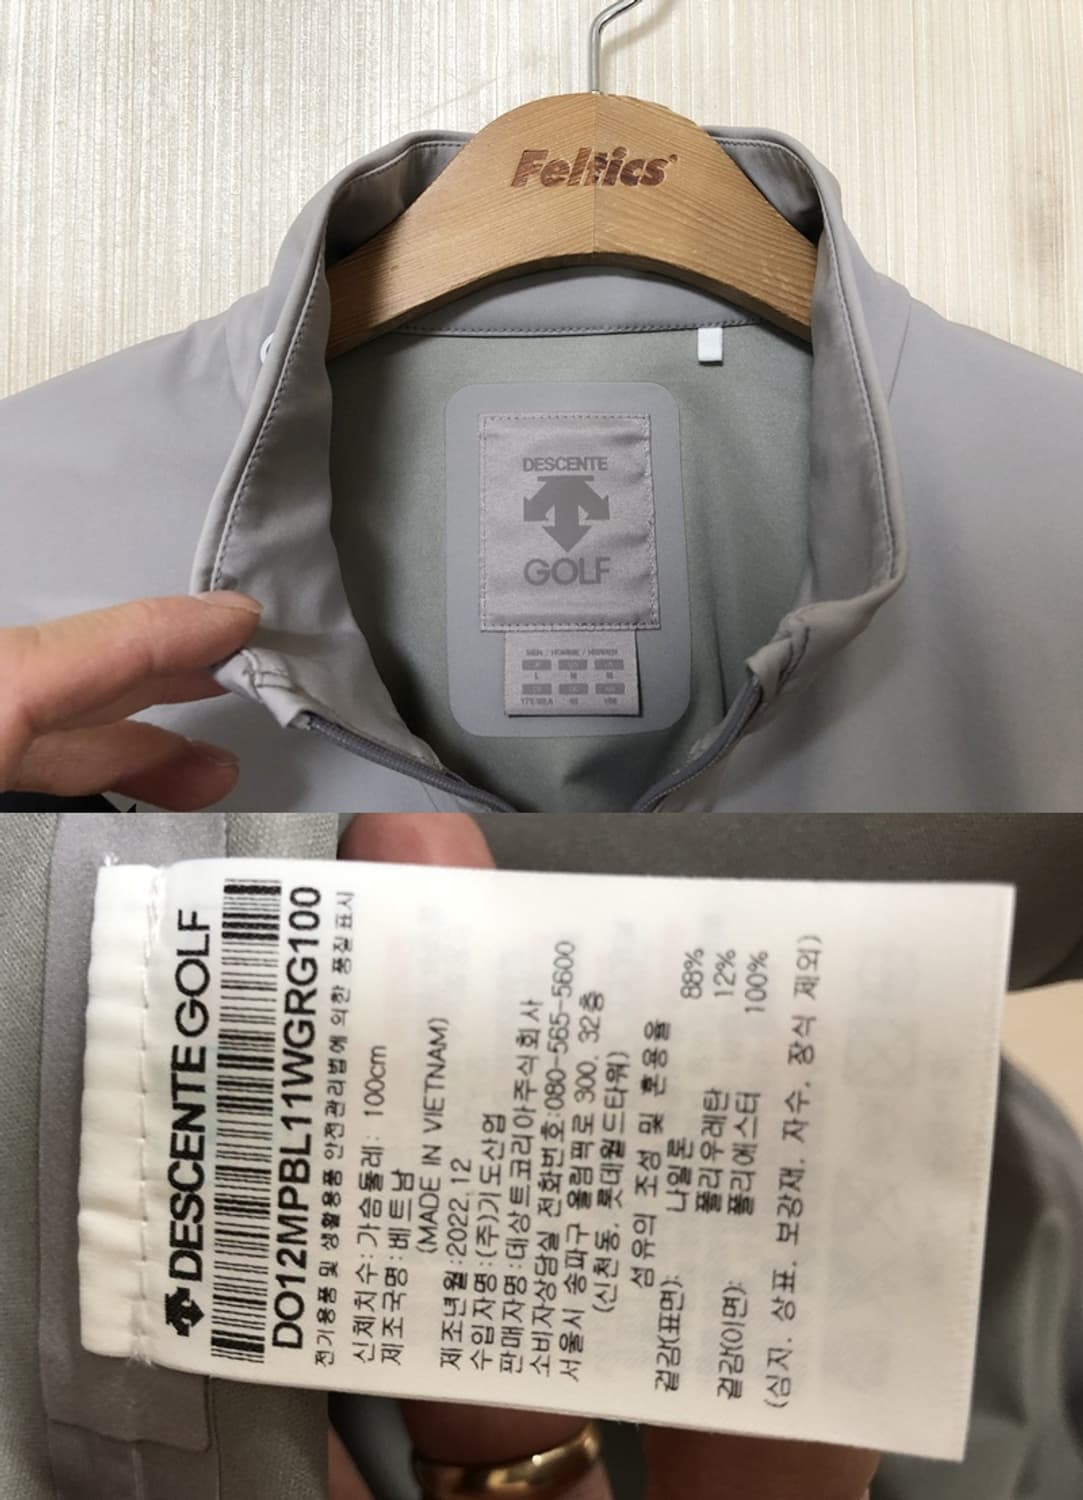 Feltics
DESCENTE
GOLF
MEN / HOMME / HERREN
L M
DESCENTE GOLF
DO12MPBL11WGRG100
전기용품 및 생활용품 안전관리법에 의한 품질표시
신체치수:가슴둘레: 100cm
제조국명:베트남
(MADE IN VIETNAM)
제조년월:2022.12
수입자명:(주)기도산업
판매자명:데상트코리아주식회사
소비자상담실 전화번호:080-565-5600
서울시 송파구 올림픽로 300. 32층
(신천동, 롯데월드타워)
섬유의 조성 및 혼용율
겉감(표면): 나일론 88%
폴리우레탄 12%
겉감(이면): 폴리에스터 100%
(심지. 상표. 보강재. 자수. 장식 제외)